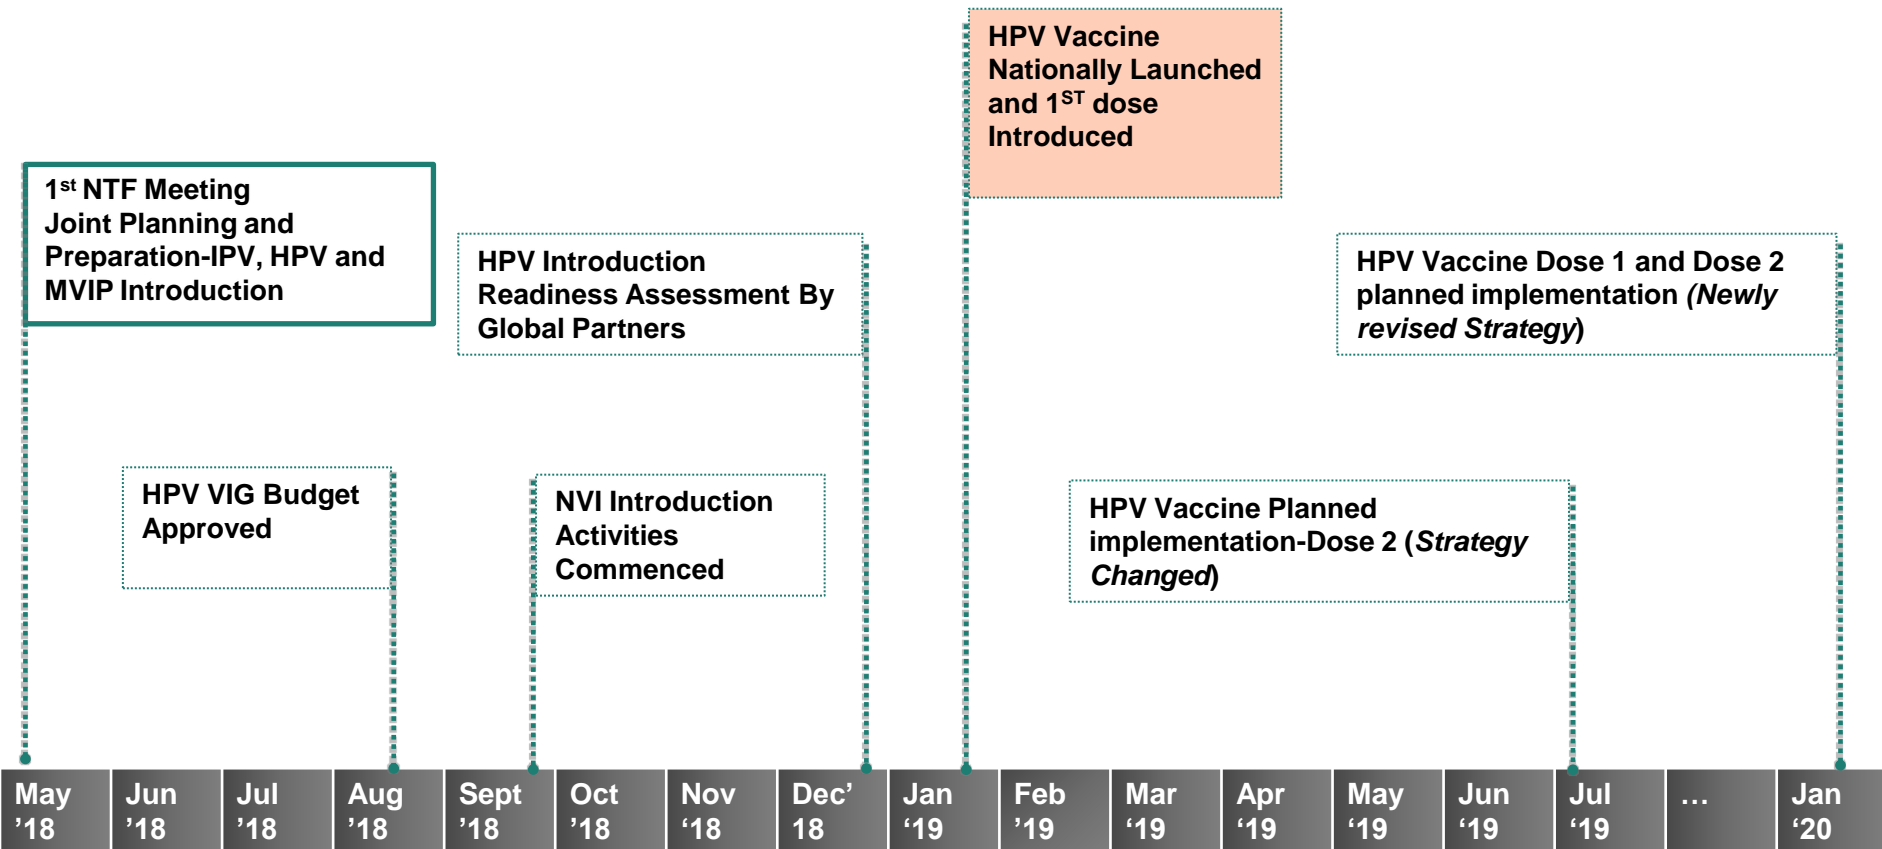 HPV Vaccine
Nationally Launched
and 1ST dose
Introduced
1st NTF Meeting
Joint Planning and
Preparation-IPV, HPV and
MVIP Introduction
HPV Introduction
Readiness Assessment By
Global Partners
HPV Vaccine Dose 1 and Dose 2
planned implementation (Newly
revised Strategy)
HPV VIG Budget
Approved
NVI Introduction
Activities
Commenced
HPV Vaccine Planned
implementation-Dose 2 (Strategy
Changed)
May
’18
Jun
’18
Jul
’18
Aug
’18
Sept
’18
Oct
’18
Nov
‘18
Dec’
18
Jan
‘19
Feb
’19
Mar
‘19
Apr
‘19
May
‘19
Jun
‘19
Jul
‘19
…
Jan
‘20